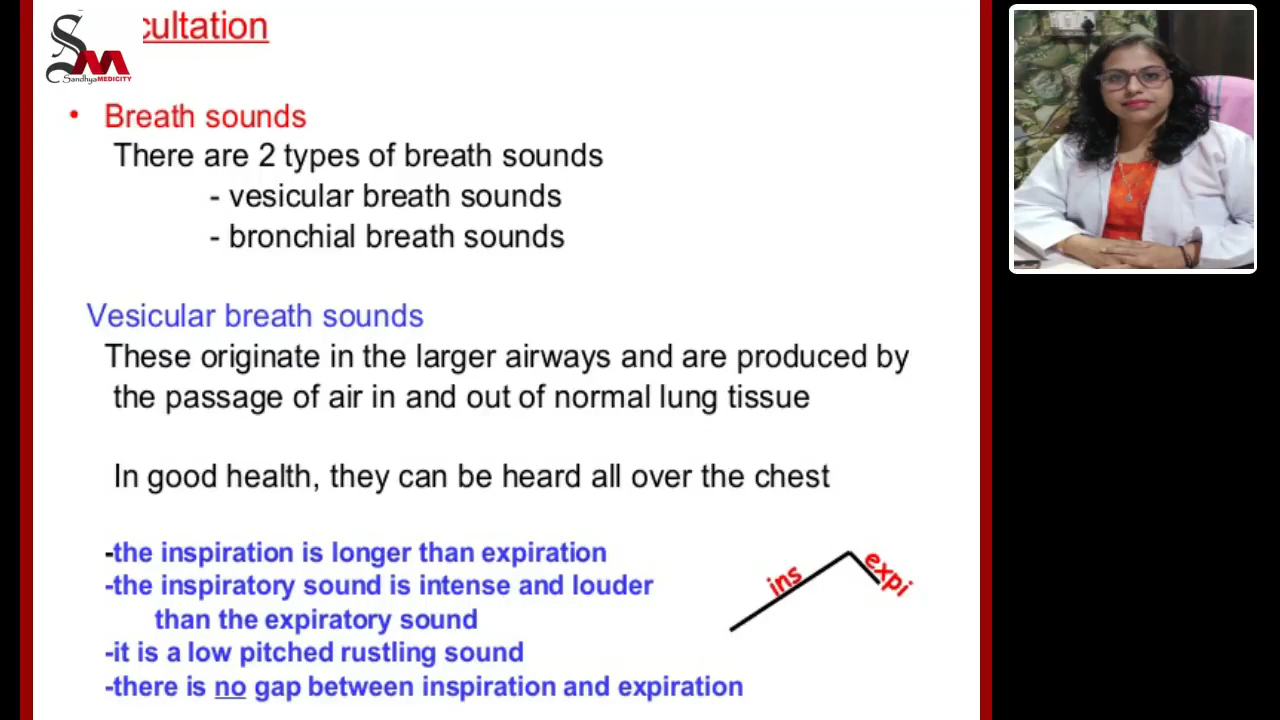 cultation
SM
Sandhya MEDICITY
• Breath sounds
There are 2 types of breath sounds
- vesicular breath sounds
- bronchial breath sounds
Vesicular breath sounds
These originate in the larger airways and are produced by
the passage of air in and out of normal lung tissue
In good health, they can be heard all over the chest
-the inspiration is longer than expiration
-the inspiratory sound is intense and louder
than the expiratory sound
-it is a low pitched rustling sound
-there is no gap between inspiration and expiration
ins
expi